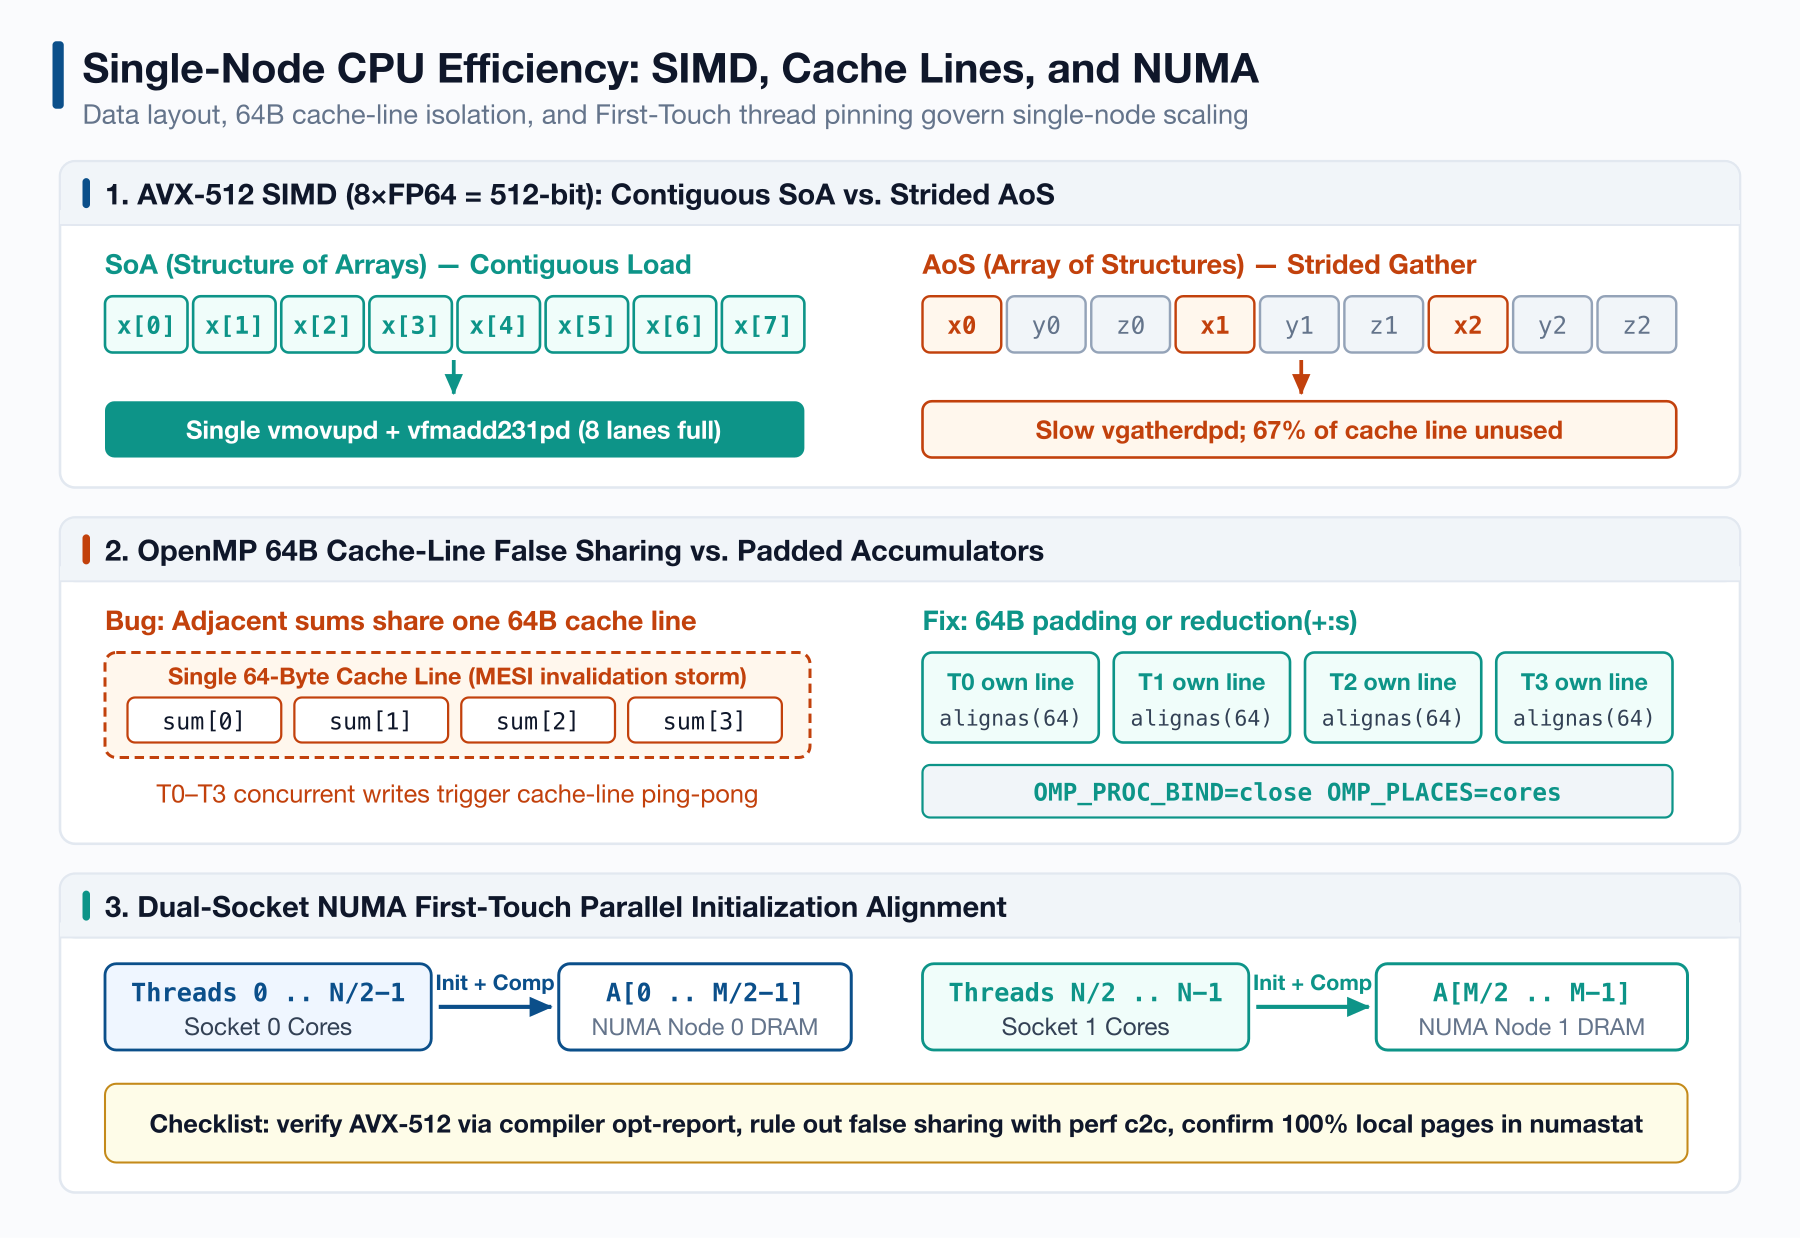 Single-Node CPU Efficiency: SIMD, Cache Lines, and NUMA
Data layout, 64B cache-line isolation, and First-Touch thread pinning govern single-node scaling
1. AVX-512 SIMD (8×FP64 = 512-bit): Contiguous SoA vs. Strided AoS
SoA (Structure of Arrays) — Contiguous Load
x[0] x[1] x[2] x[3] x[4] x[5] x[6] x[7]
Single vmovupd + vfmadd231pd (8 lanes full)
AoS (Array of Structures) — Strided Gather
x0 y0 z0 x1 y1 z1 x2 y2 z2
Slow vgatherdpd; 67% of cache line unused
2. OpenMP 64B Cache-Line False Sharing vs. Padded Accumulators
Bug: Adjacent sums share one 64B cache line
Single 64-Byte Cache Line (MESI invalidation storm)
sum[0] sum[1] sum[2] sum[3]
T0–T3 concurrent writes trigger cache-line ping-pong
Fix: 64B padding or reduction(+:s)
T0 own line T1 own line T2 own line T3 own line
alignas(64) alignas(64) alignas(64) alignas(64)
OMP_PROC_BIND=close OMP_PLACES=cores
3. Dual-Socket NUMA First-Touch Parallel Initialization Alignment
Threads 0 .. N/2−1
Socket 0 Cores
Init + Comp
A[0 .. M/2−1]
NUMA Node 0 DRAM
Threads N/2 .. N−1
Socket 1 Cores
Init + Comp
A[M/2 .. M−1]
NUMA Node 1 DRAM
Checklist: verify AVX-512 via compiler opt-report, rule out false sharing with perf c2c, confirm 100% local pages in numastat